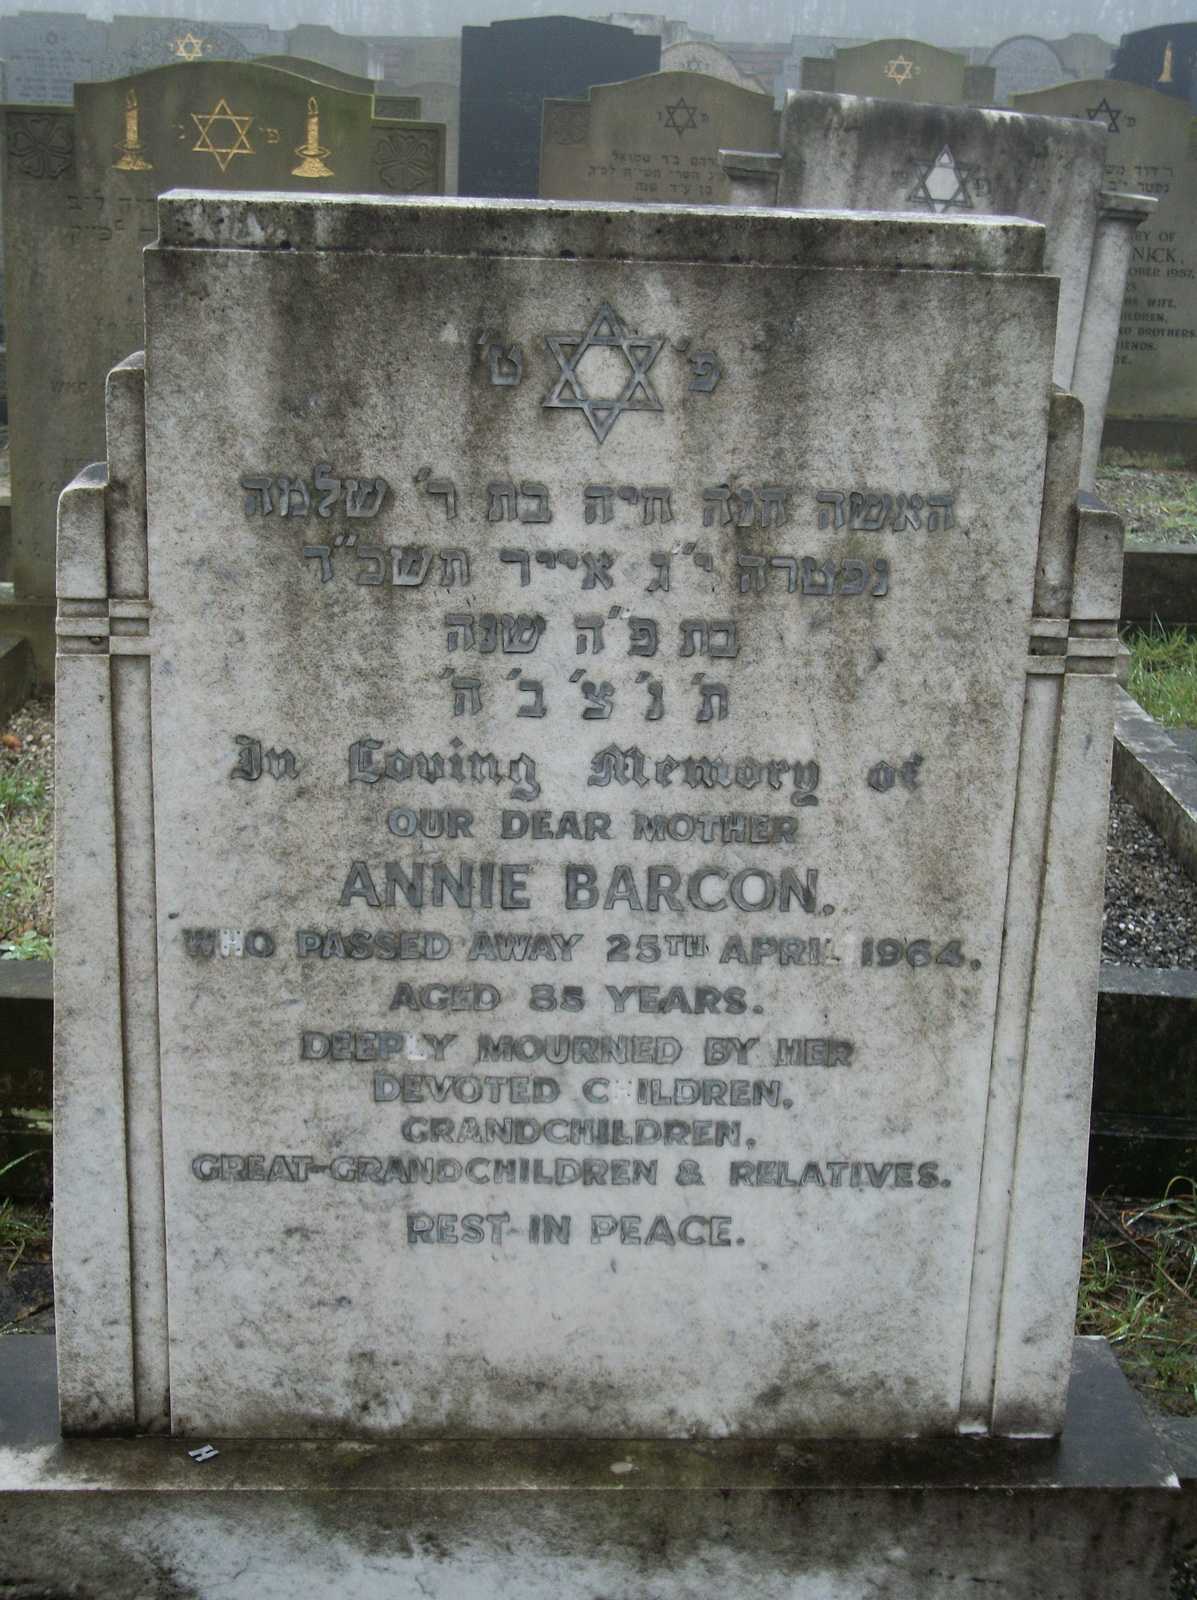 פ׳ ט׳
האשה חנה חיה בת ר׳ שלמה
נפטרה י״ג אייר תשכ״ד
בת פ״ה שנה
ת׳ נ׳ צ׳ ב׳ ה׳
In Loving Memory of
OUR DEAR MOTHER
ANNIE BARCON.
WHO PASSED AWAY 25TH APRIL 1964,
AGED 85 YEARS.
DEEPLY MOURNED BY HER
DEVOTED C ILDREN,
GRANDCHILDREN,
GREAT-GRANDCHILDREN & RELATIVES.
REST IN PEACE.
H